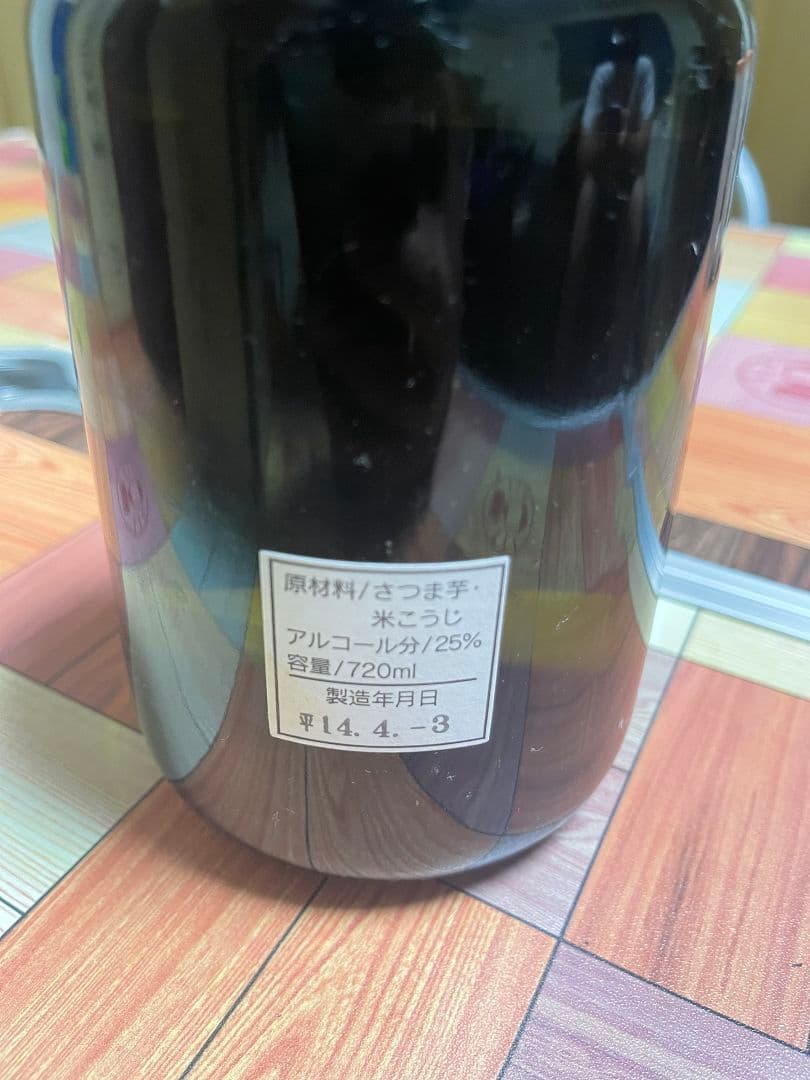 原材料/さつま芋・
米こうじ
アルコール分/25%
容量/720ml
製造年月日
平14.4.-3